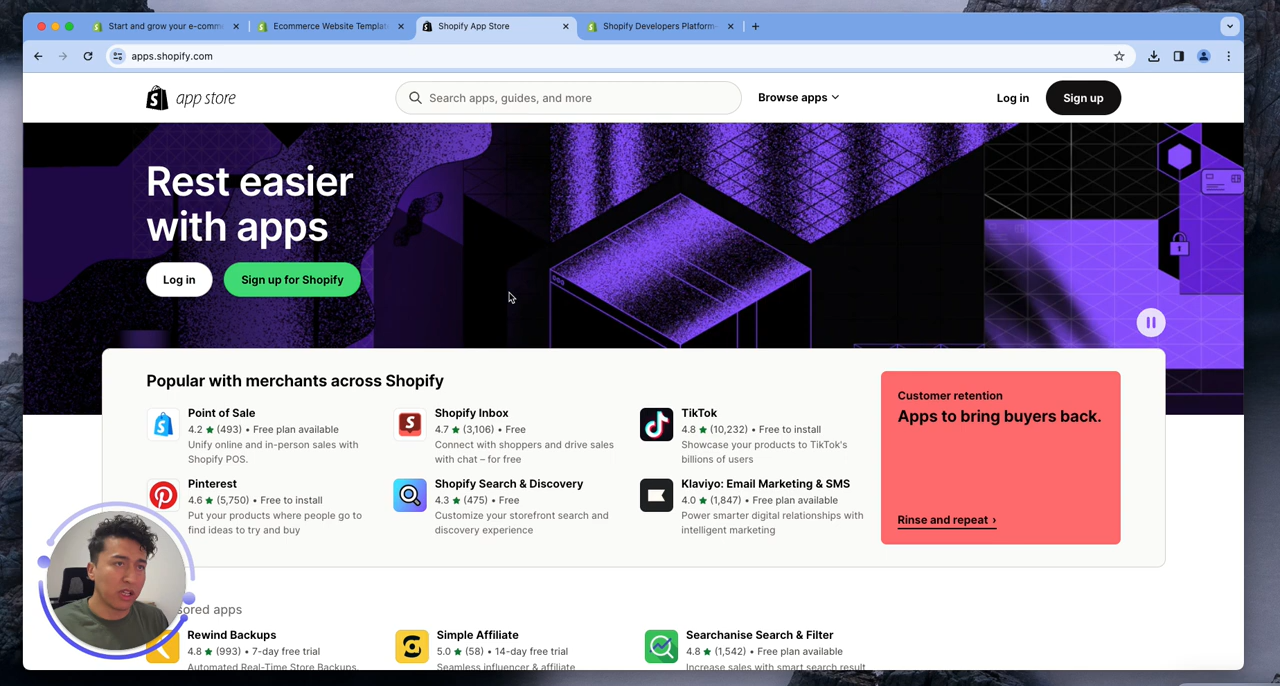 Start and grow your e-comm
Ecommerce Website Templat
Shopify App Store
Shopify Developers Platform
apps.shopify.com
app store
Search apps, guides, and more
Browse apps
Log in
Sign up
Rest easier
with apps
Log in
Sign up for Shopify
Popular with merchants across Shopify
Point of Sale
4.2 ★ (493) • Free plan available
Unify online and in-person sales with
Shopify POS.
Shopify Inbox
4.7 ★ (3,106) • Free
Connect with shoppers and drive sales
with chat – for free
TikTok
4.8 ★ (10,232) • Free to install
Showcase your products to TikTok's
billions of users
Pinterest
4.6 ★ (5,750) • Free to install
Put your products where people go to
find ideas to try and buy
Shopify Search & Discovery
4.3 ★ (475) • Free
Customize your storefront search and
discovery experience
Klaviyo: Email Marketing & SMS
4.0 ★ (1,847) • Free plan available
Power smarter digital relationships with
intelligent marketing
Customer retention
Apps to bring buyers back.
Rinse and repeat ›
sored apps
Rewind Backups
4.8 ★ (993) • 7-day free trial
Automated Real-Time Store Backups.
Simple Affiliate
5.0 ★ (58) • 14-day free trial
Seamless influencer & affiliate
Searchanise Search & Filter
4.8 ★ (1,542) • Free plan available
Increase sales with smart search result